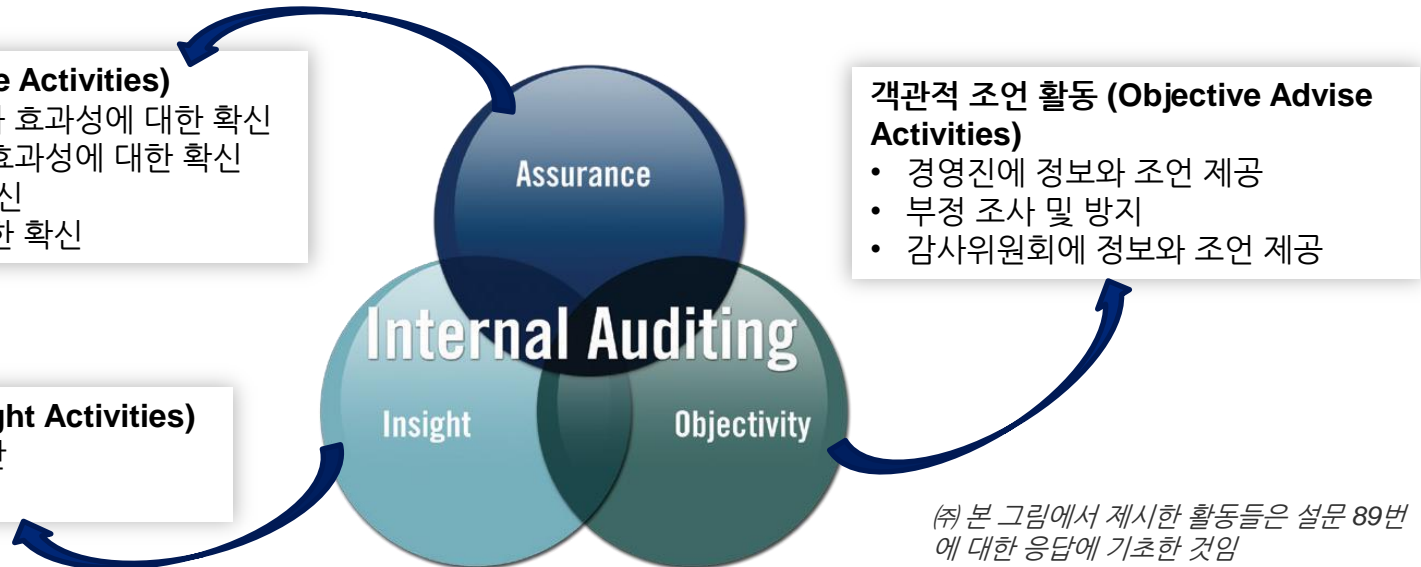 e Activities)
효과성에 대한 확신
효과성에 대한 확신
신
한 확신
Assurance
객관적 조언 활동 (Objective Advise
Activities)
• 경영진에 정보와 조언 제공
• 부정 조사 및 방지
• 감사위원회에 정보와 조언 제공
Internal Auditing
Insight
Objectivity
ght Activities)
㈜ 본 그림에서 제시한 활동들은 설문 89번
에 대한 응답에 기초한 것임